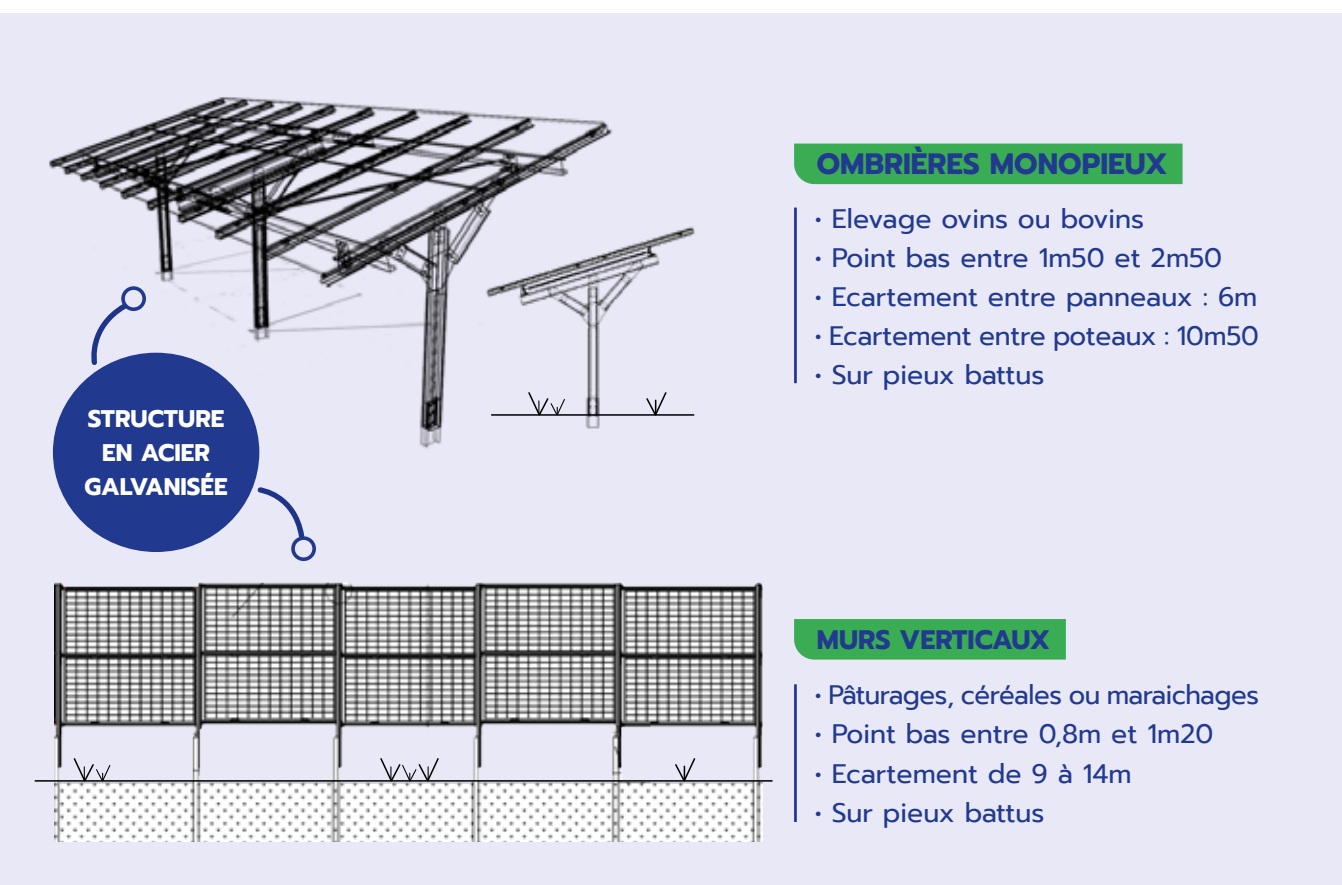 OMBRIÈRES MONOPIEUX
• Elevage ovins ou bovins
• Point bas entre 1m50 et 2m50
• Ecartement entre panneaux : 6m
• Ecartement entre poteaux : 10m50
• Sur pieux battus
STRUCTURE
EN ACIER
GALVANISÉE
MURS VERTICAUX
• Pâturages, céréales ou maraichages
• Point bas entre 0,8m et 1m20
• Ecartement de 9 à 14m
• Sur pieux battus